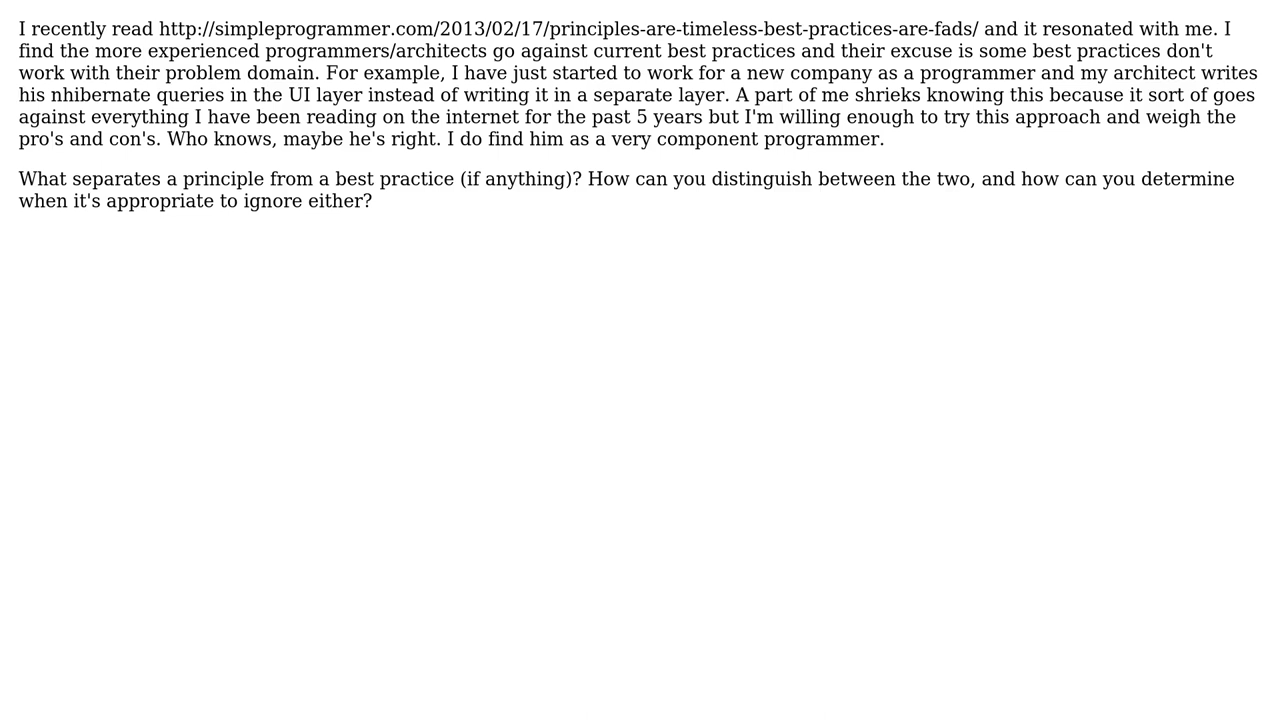 I recently read http://simpleprogrammer.com/2013/02/17/principles-are-timeless-best-practices-are-fads/ and it resonated with me. I
find the more experienced programmers/architects go against current best practices and their excuse is some best practices don't
work with their problem domain. For example, I have just started to work for a new company as a programmer and my architect writes
his nhibernate queries in the UI layer instead of writing it in a separate layer. A part of me shrieks knowing this because it sort of goes
against everything I have been reading on the internet for the past 5 years but I'm willing enough to try this approach and weigh the
pro's and con's. Who knows, maybe he's right. I do find him as a very component programmer.
What separates a principle from a best practice (if anything)? How can you distinguish between the two, and how can you determine
when it's appropriate to ignore either?